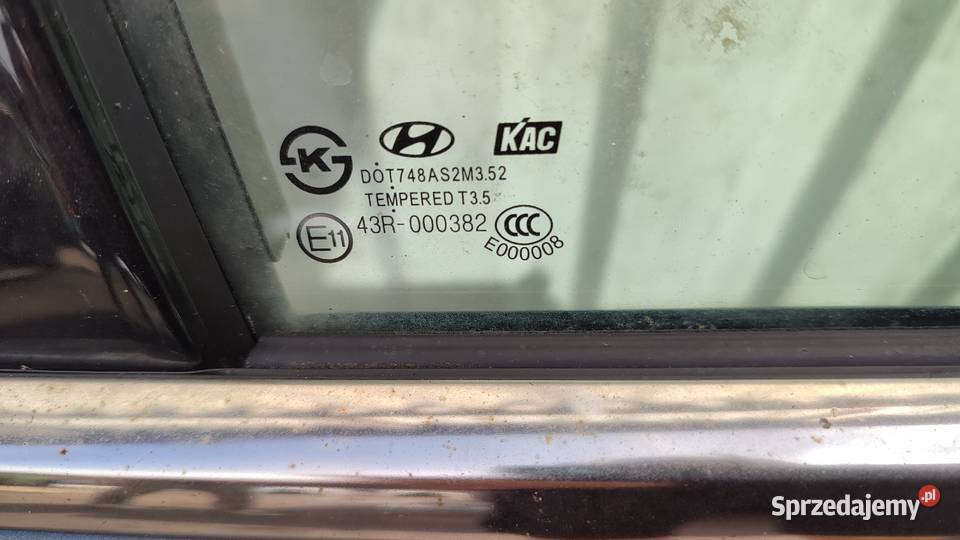 KAC
DOT748AS2M3.52
TEMPERED T3.5
E11 43R-000382 CCC
E000008
Sprzedajemy.pl